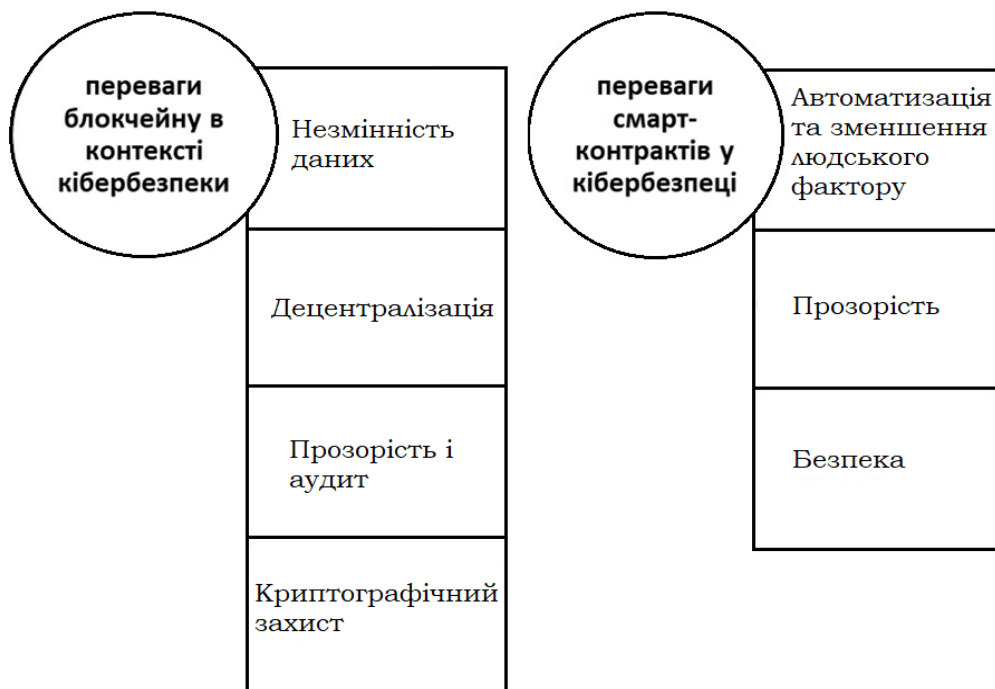 переваги
блокчейну в
контексті
кібербезпеки
Незмінність
даних
Децентралізація
Прозорість і
аудит
Криптографічний
захист
переваги
смарт-
контрактів у
кібербезпеці
Автоматизація
та зменшення
людського
фактору
Прозорість
Безпека